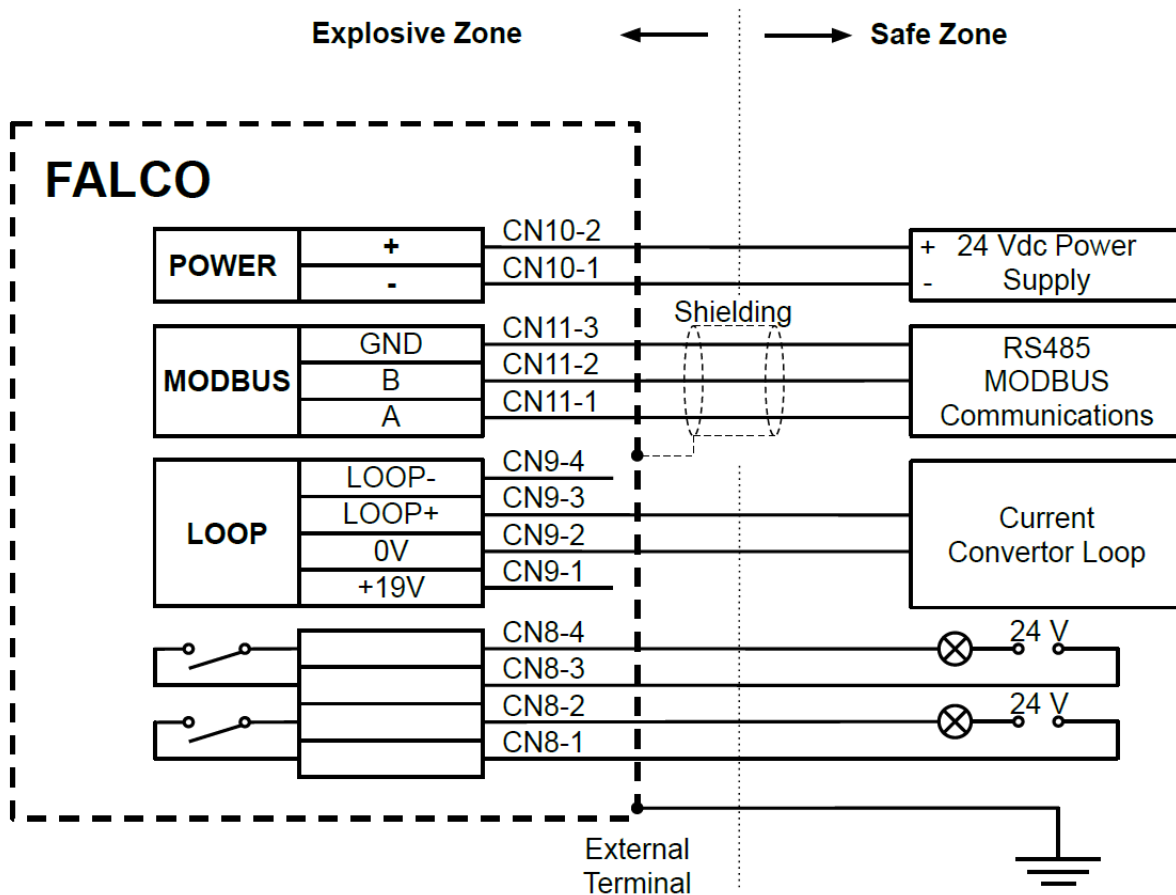 Explosive Zone
Safe Zone
FALCO
POWER
+
-
CN10-2
CN10-1
+ 24 Vdc Power
- Supply
Shielding
MODBUS
GND
B
A
CN11-3
CN11-2
CN11-1
RS485
MODBUS
Communications
LOOP
LOOP-
LOOP+
0V
+19V
CN9-4
CN9-3
CN9-2
CN9-1
Current
Convertor Loop
CN8-4
CN8-3
CN8-2
CN8-1
24 V
24 V
External
Terminal